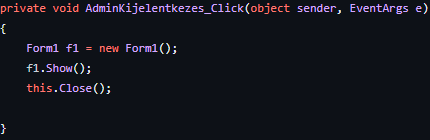 private void AdminKijelentkezes_Click(object sender, EventArgs e)
{
    Form1 f1 = new Form1();
    f1.Show();
    this.Close();
}